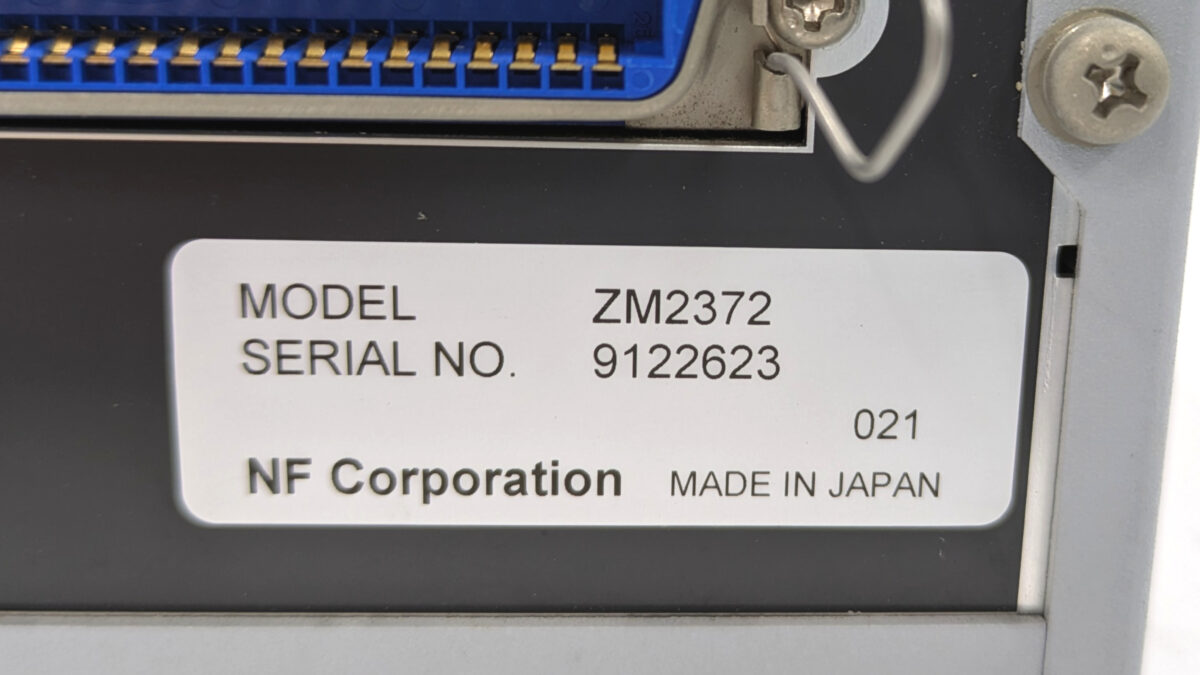 MODEL ZM2372
SERIAL NO. 9122623
021
NF Corporation MADE IN JAPAN